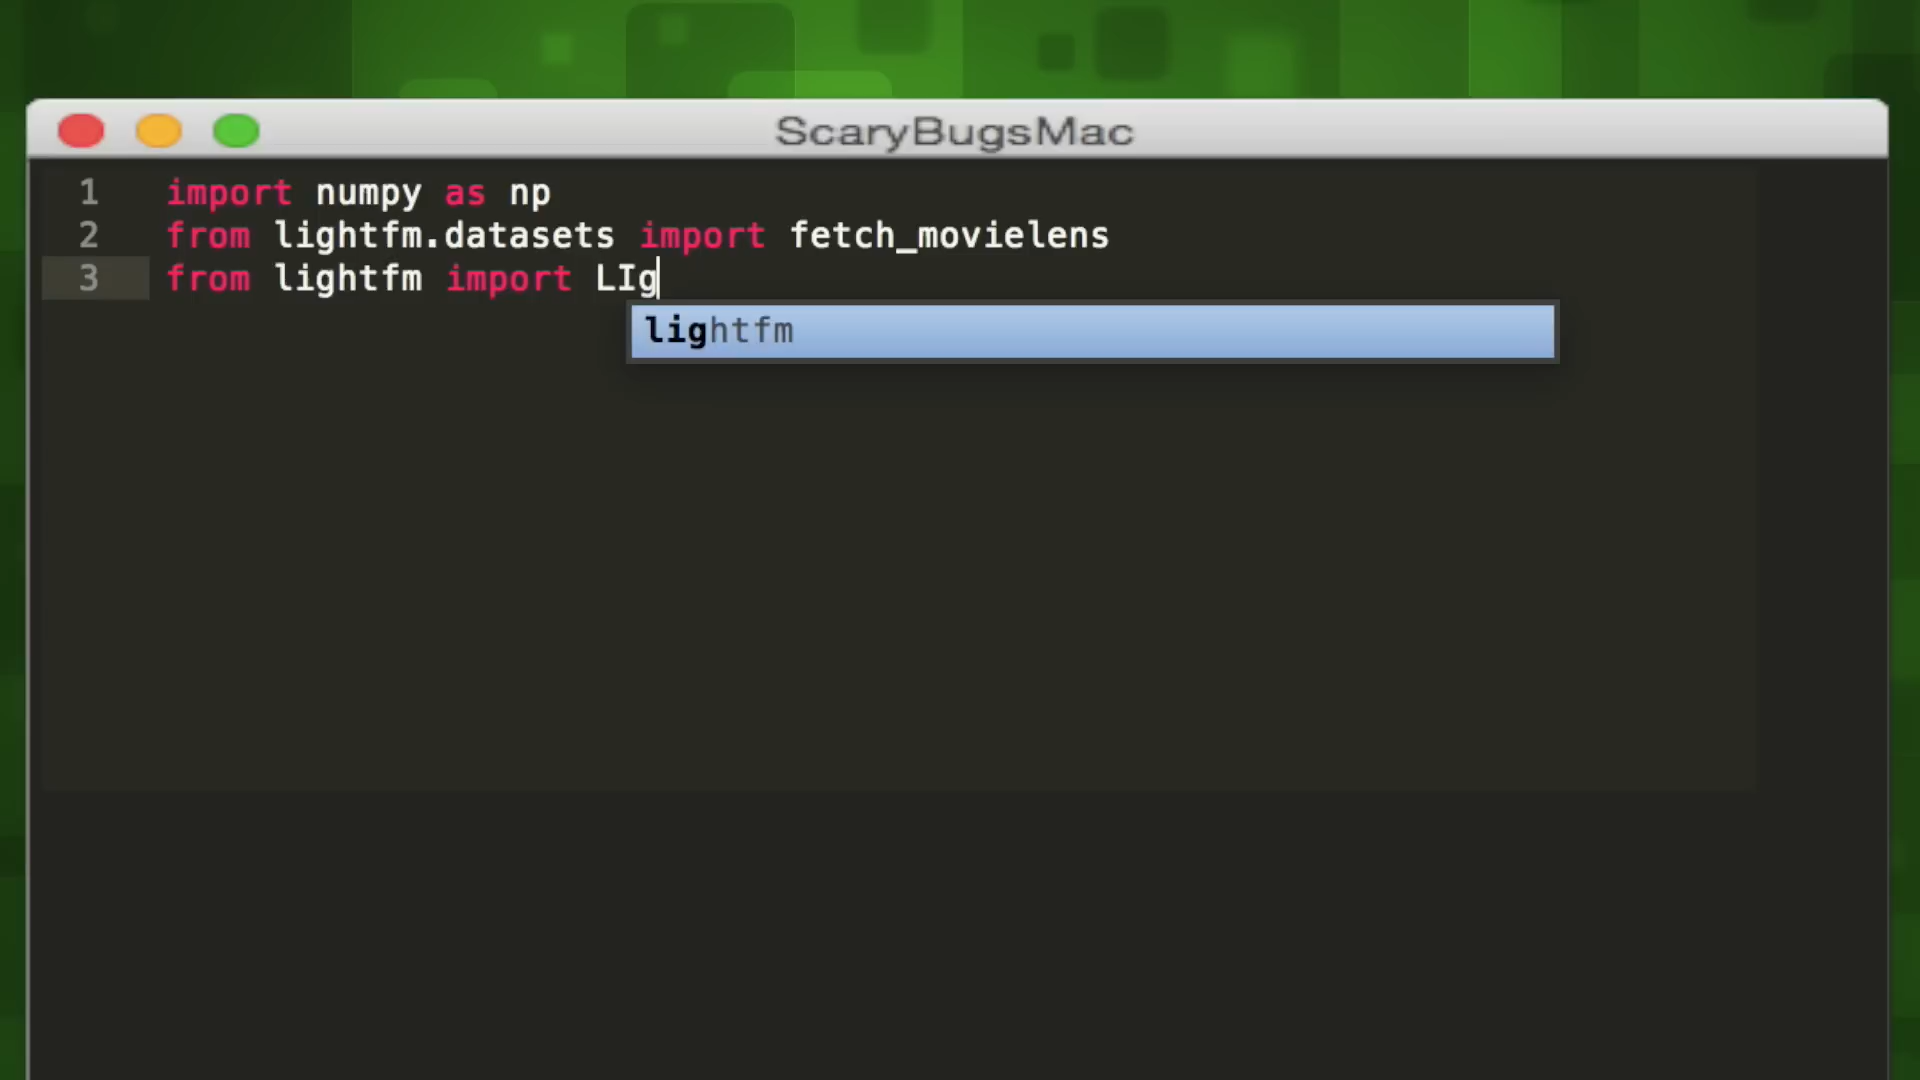 ScaryBugsMac
1 import numpy as np
2 from lightfm.datasets import fetch_movielens
3 from lightfm import LIg
lightfm